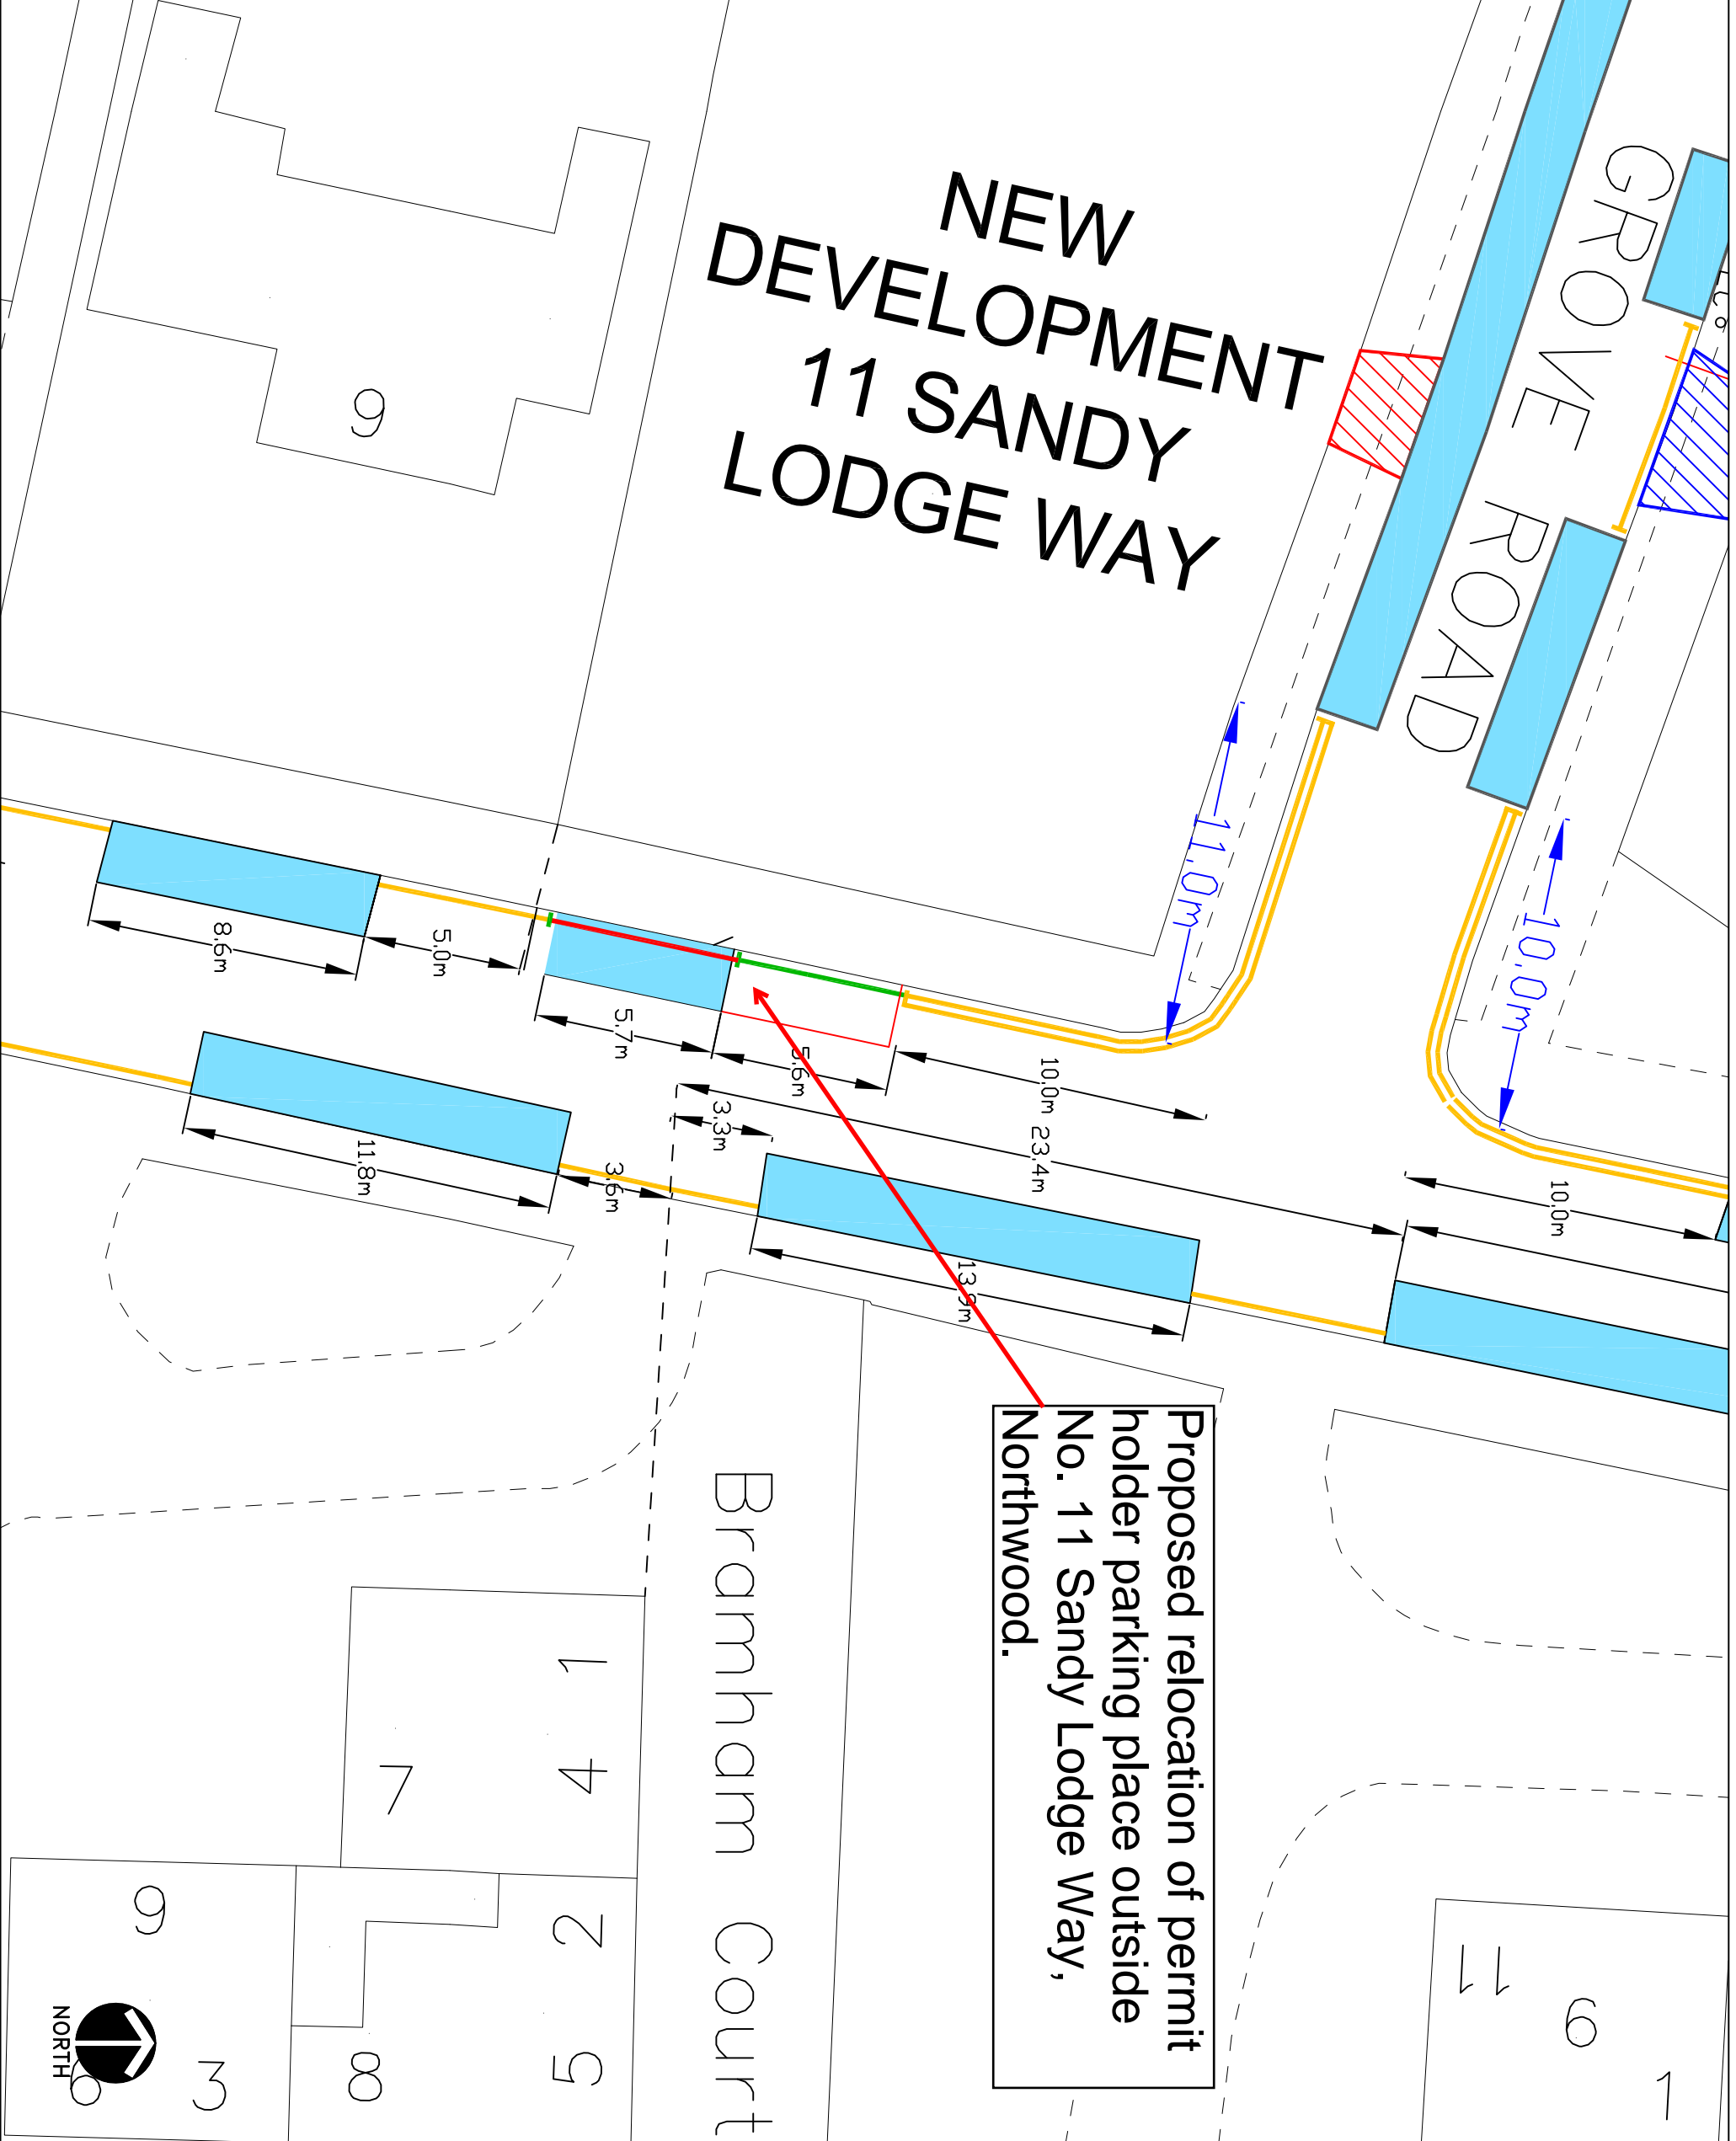 NEW
DEVELOPMENT
11 SANDY
LODGE WAY
GROVE ROAD
9
11.0m
10.0m
8.6m
5.0m
5.7m
5.6m
10.0m
3.3m
23.4m
10.0m
11.8m
3.6m
13.9m
Proposed relocation of permit
holder parking place outside
No. 11 Sandy Lodge Way,
Northwood.
Bramham Court
1
4
7
2
5
8
9
3
6
NORTH
11
9
1